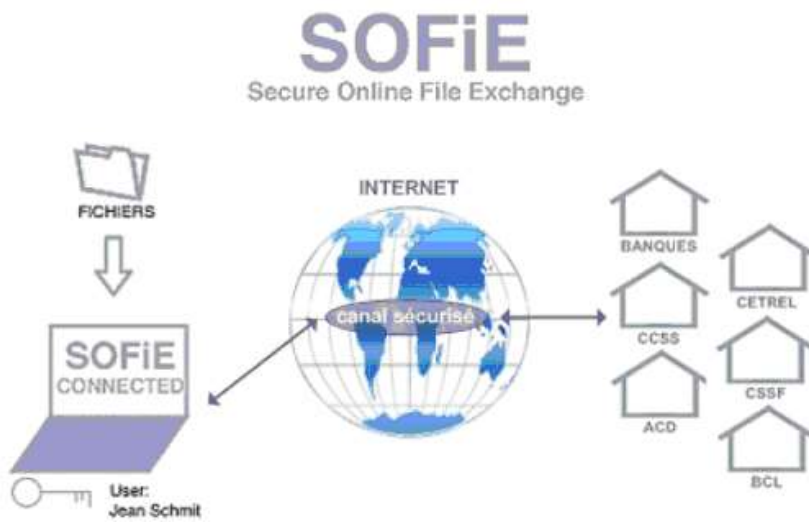 SOFiE
Secure Online File Exchange
FICHIERS
INTERNET
canal sécurisé
SOFiE
CONNECTED
User:
Jean Schmit
BANQUES
CETREL
CCSS
CSSF
ACD
BCL